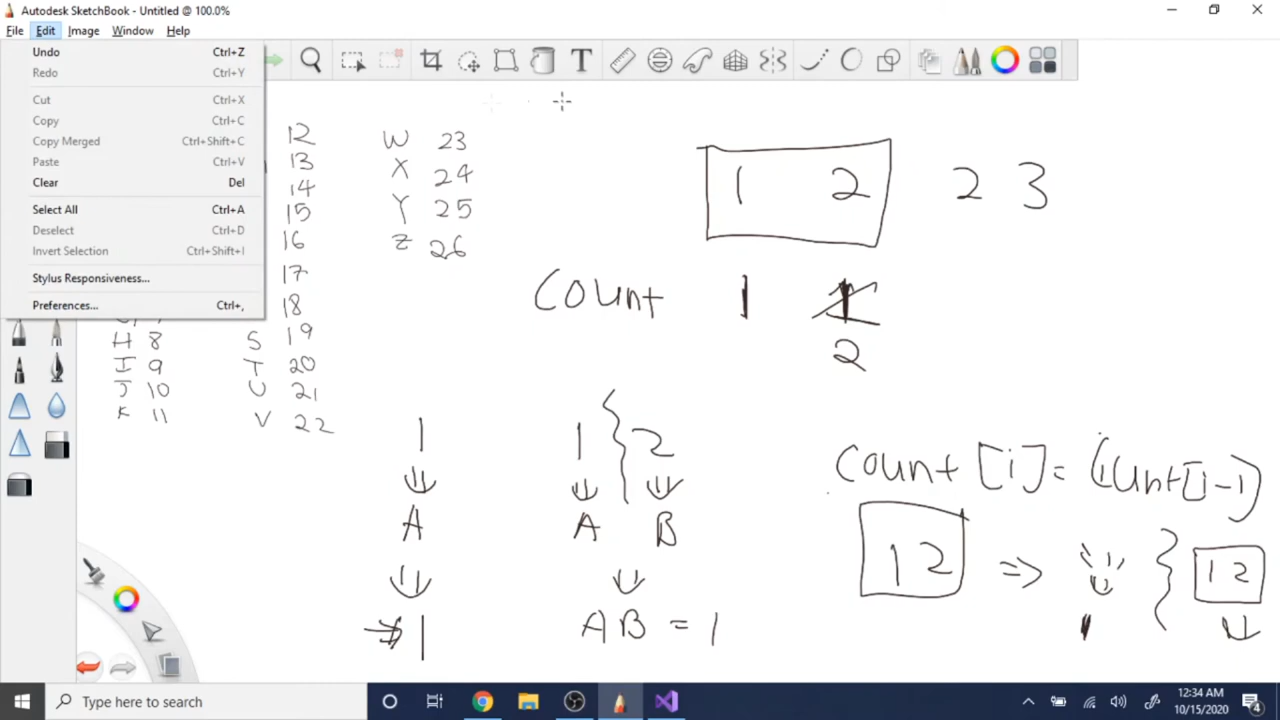 Autodesk SketchBook - Untitled @ 100.0%
File Edit Image Window Help
Undo Ctrl+Z
Redo Ctrl+Y
Cut Ctrl+X
Copy Ctrl+C
Copy Merged Ctrl+Shift+C
Paste Ctrl+V
Clear Del
Select All Ctrl+A
Deselect Ctrl+D
Invert Selection Ctrl+Shift+I
Stylus Responsiveness...
Preferences... Ctrl+,
12 W 23
13 X 24
14 Y 25
15 Z 26
16
17
18
H 8 S 19
I 9 T 20
J 10 U 21
K 11 V 22
1 2 2 3
Count 1 1
2
1 1 2
A A B
1 AB = 1
Count [i] = Count[i-1]
12 => 12
1
Type here to search
12:34 AM
10/15/2020
4